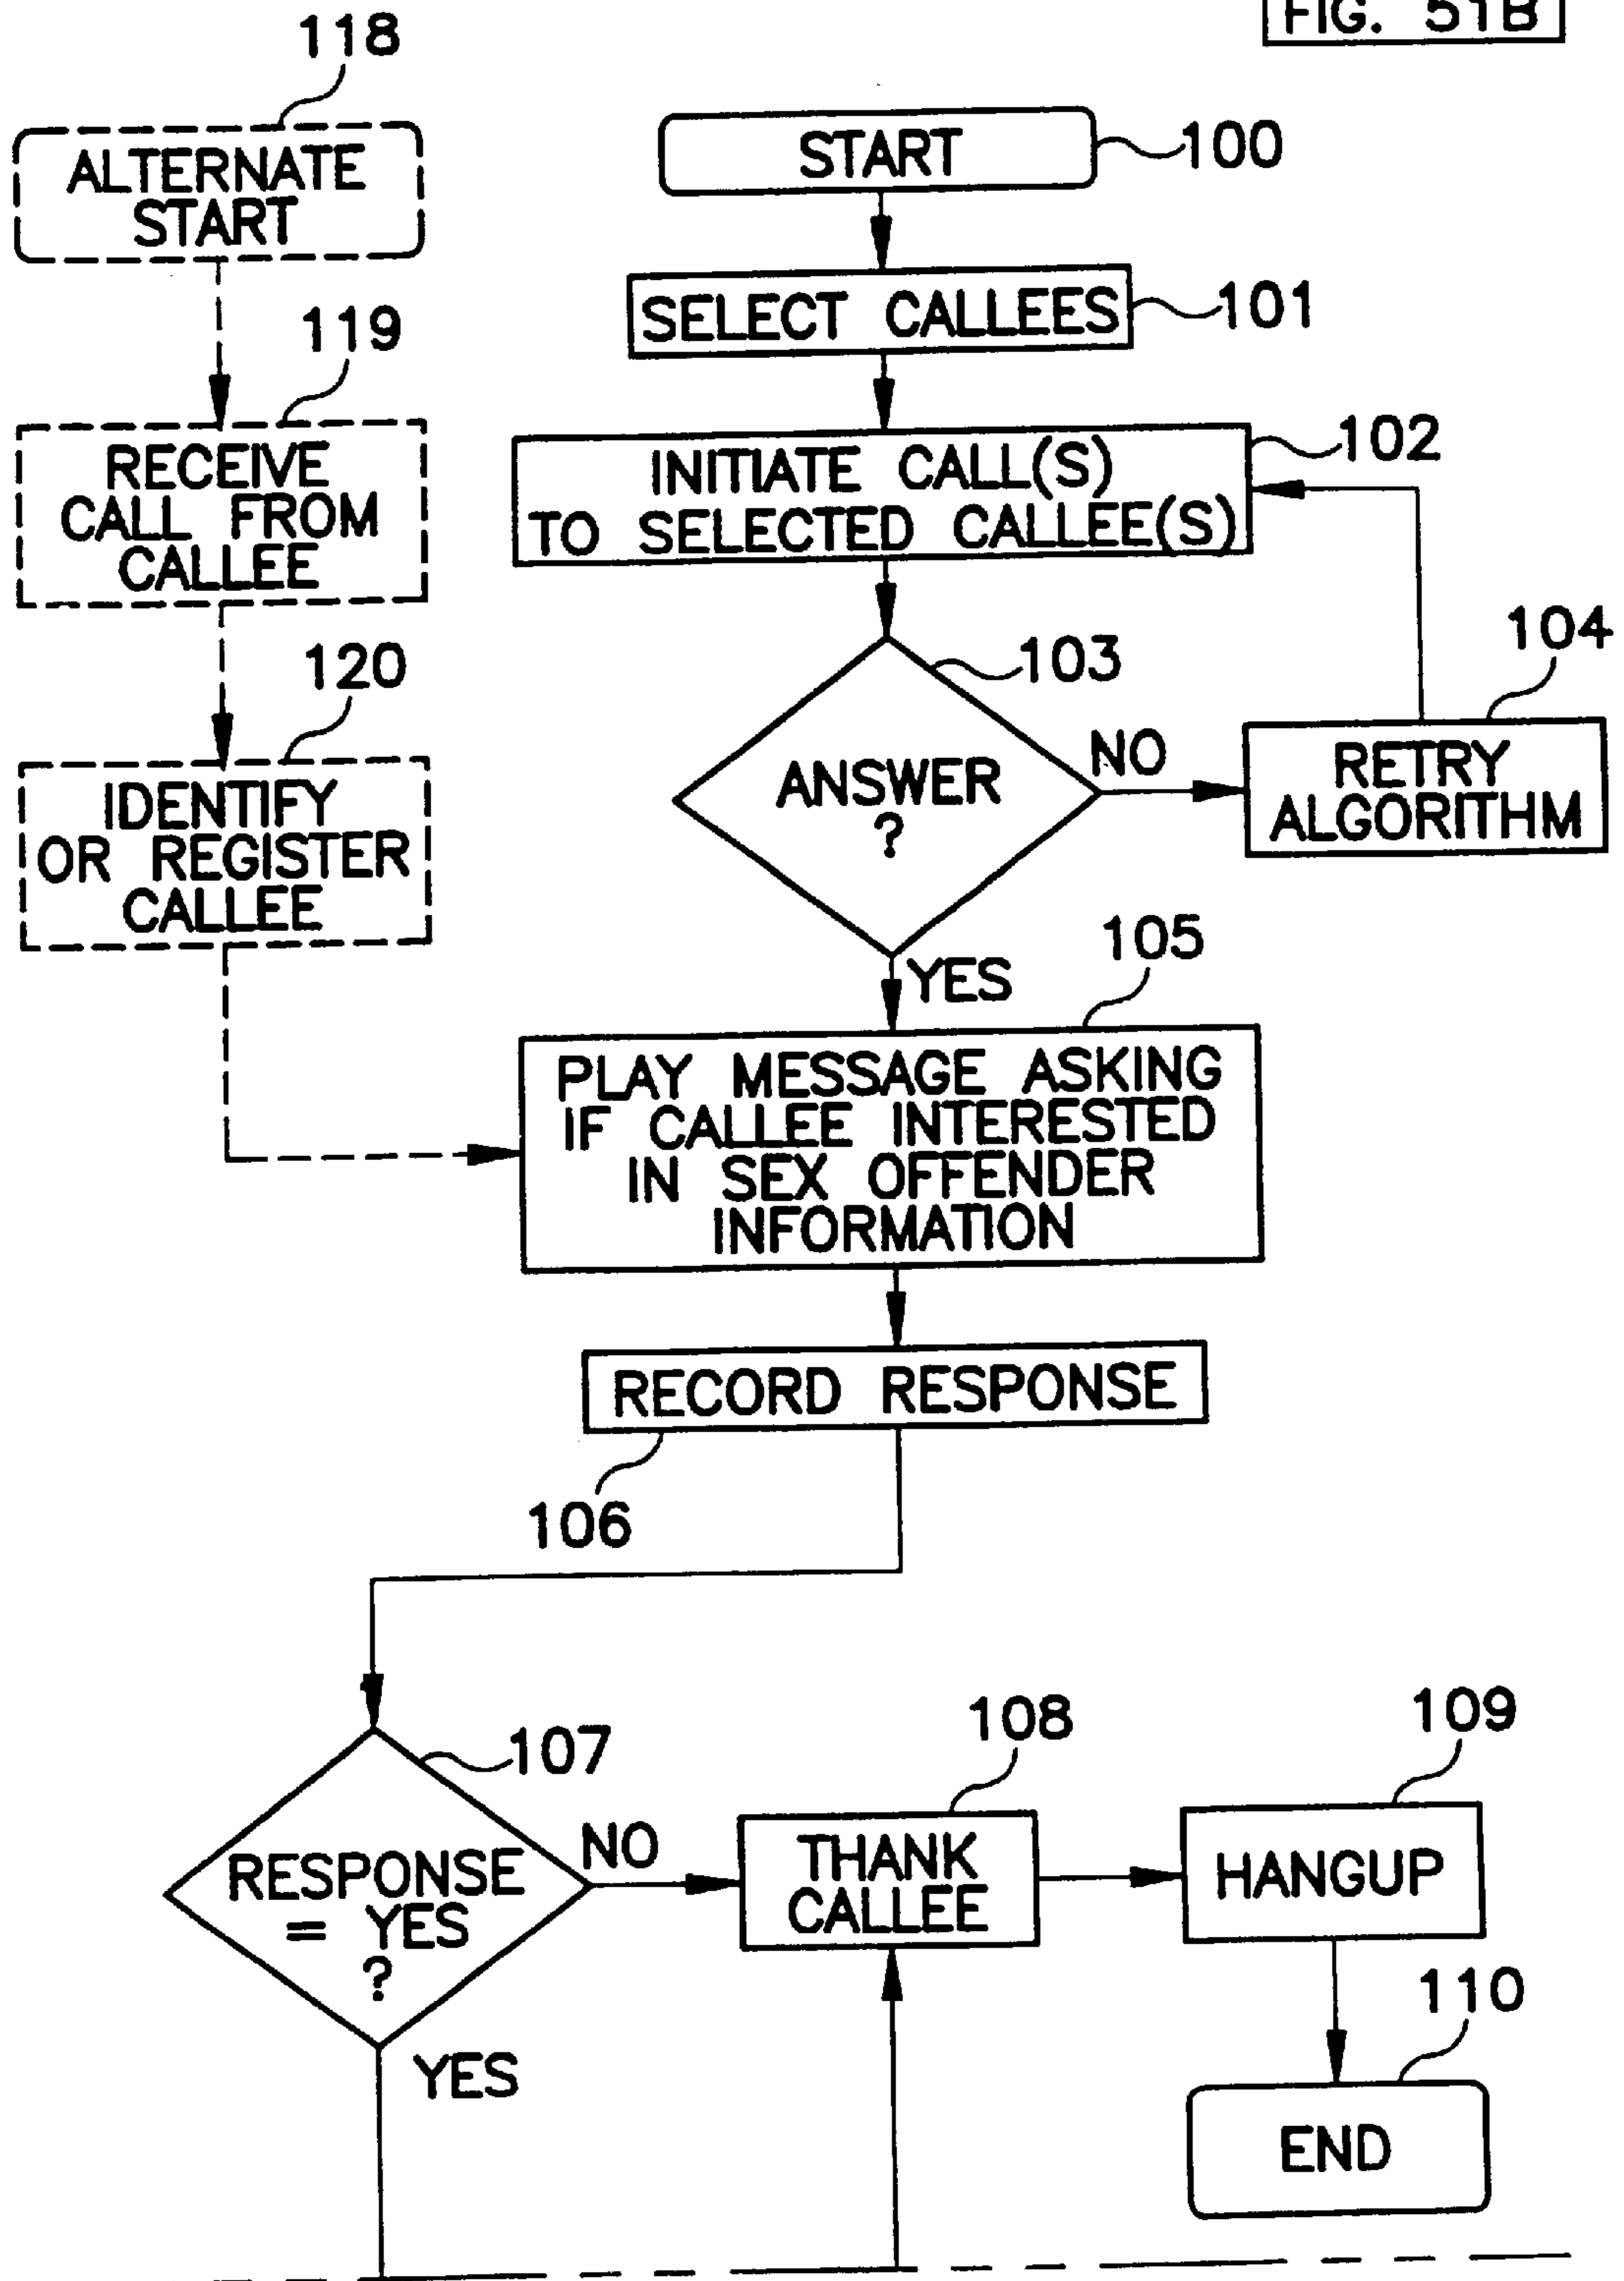 FIG. 51B
118
ALTERNATE
START
START
100
SELECT CALLEES
101
119
RECEIVE
CALL FROM
CALLEE
INITIATE CALL(S)
TO SELECTED CALLEE(S)
102
103
104
120
IDENTIFY
OR REGISTER
CALLEE
ANSWER
?
NO
RETRY
ALGORITHM
YES
105
PLAY MESSAGE ASKING
IF CALLEE INTERESTED
IN SEX OFFENDER
INFORMATION
RECORD RESPONSE
106
107
RESPONSE
= YES
?
NO
108
THANK
CALLEE
109
HANGUP
YES
110
END